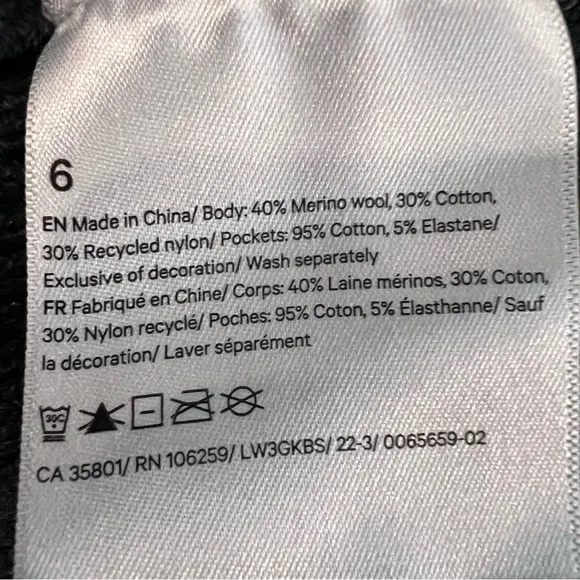 6
EN Made in China/ Body: 40% Merino wool, 30% Cotton,
30% Recycled nylon/ Pockets: 95% Cotton, 5% Elastane/
Exclusive of decoration/ Wash separately
FR Fabriqué en Chine/ Corps: 40% Laine mérinos, 30% Coton,
30% Nylon recyclé/ Poches: 95% Coton, 5% Élasthanne/ Sauf
la décoration/ Laver séparément
30C
CA 35801/ RN 106259/ LW3GKBS/ 22-3/ 0065659-02